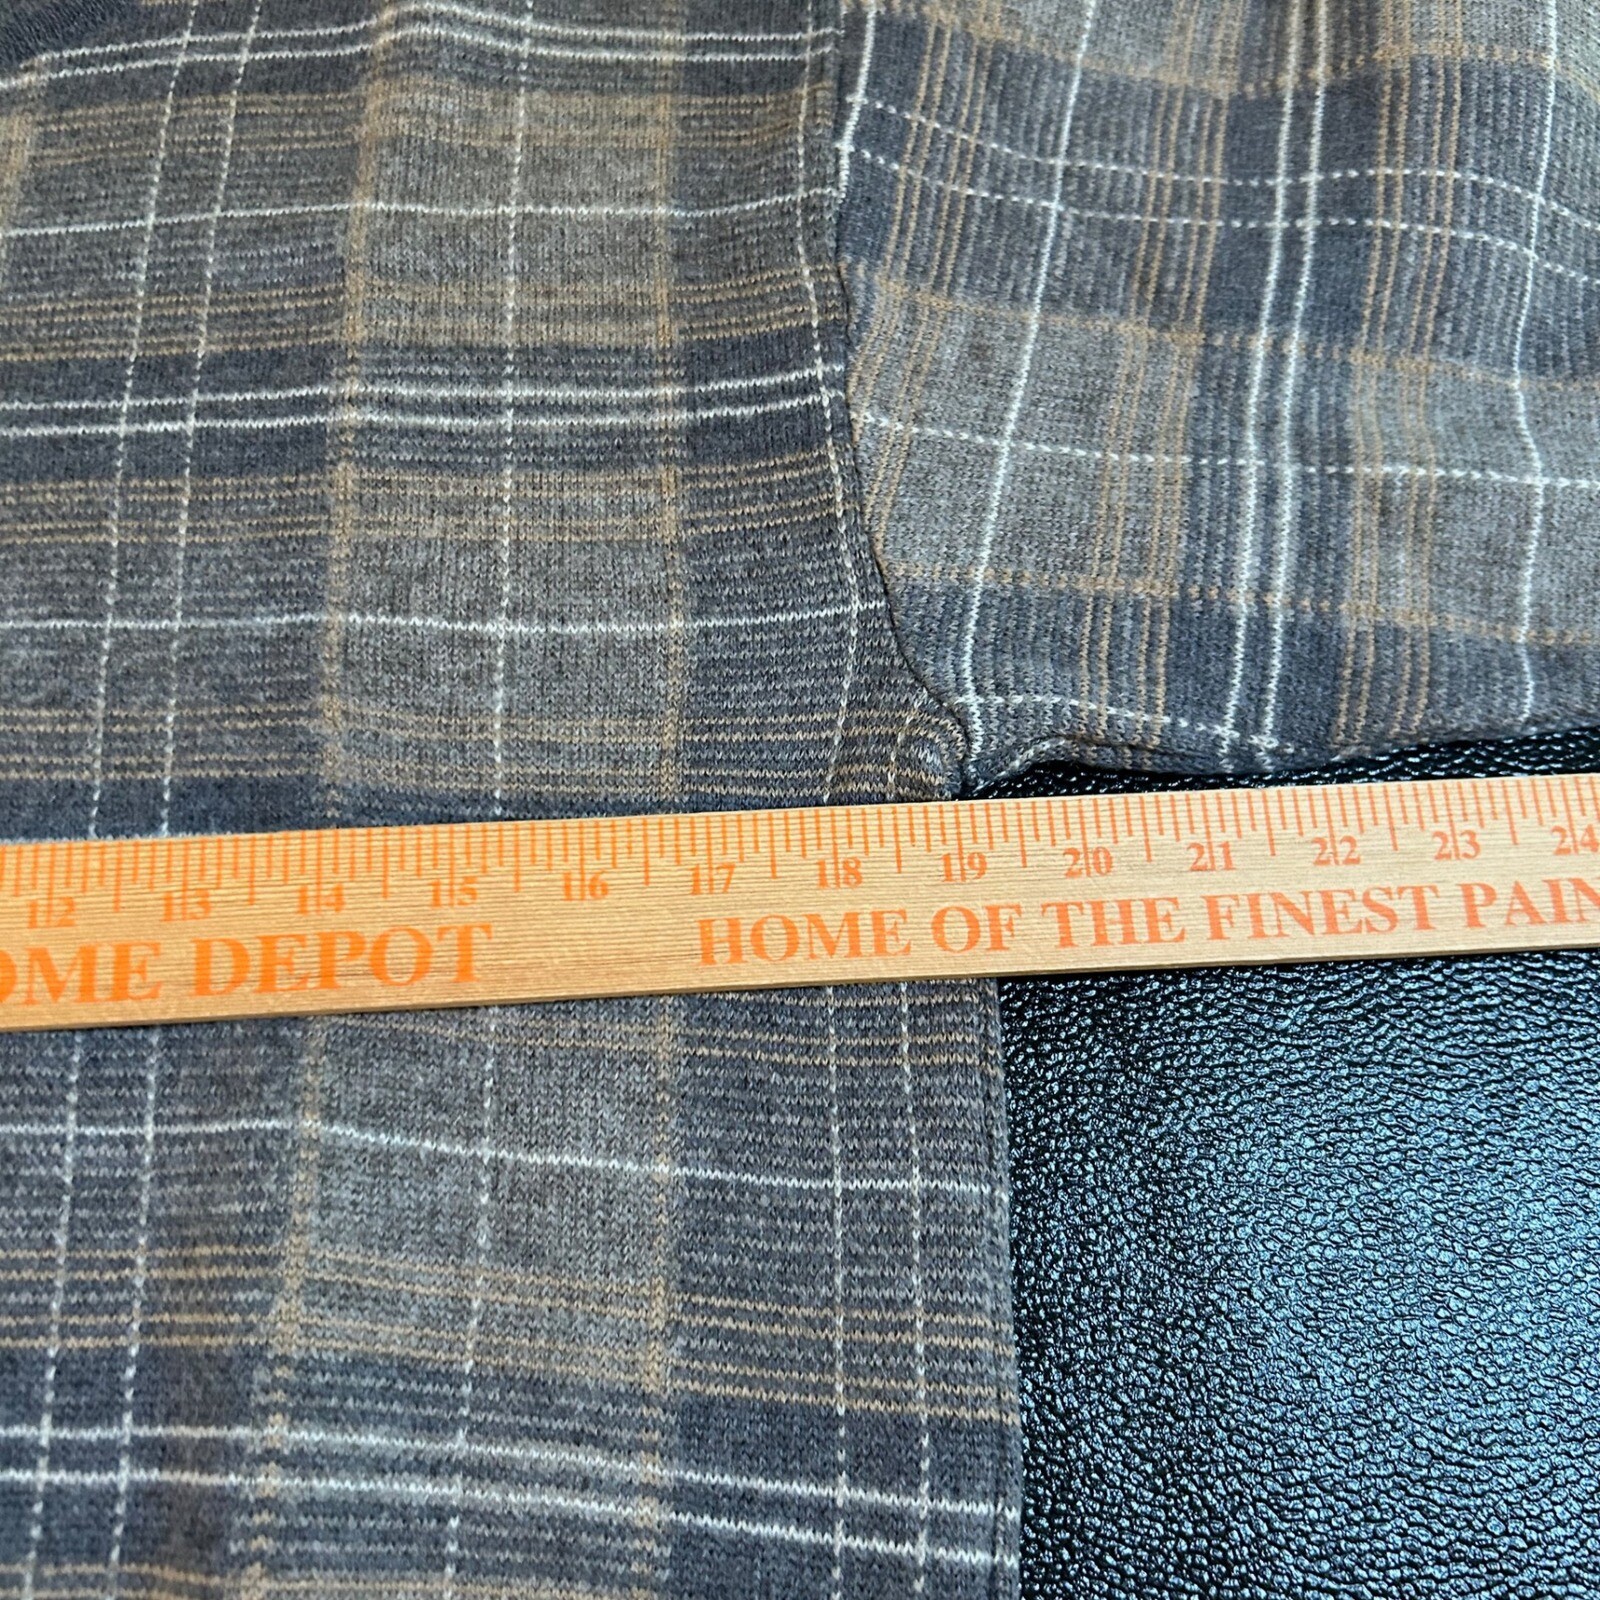 12 13 14 15 16 17 18 19 20 21 22 23 24
OME DEPOT HOME OF THE FINEST PAIN